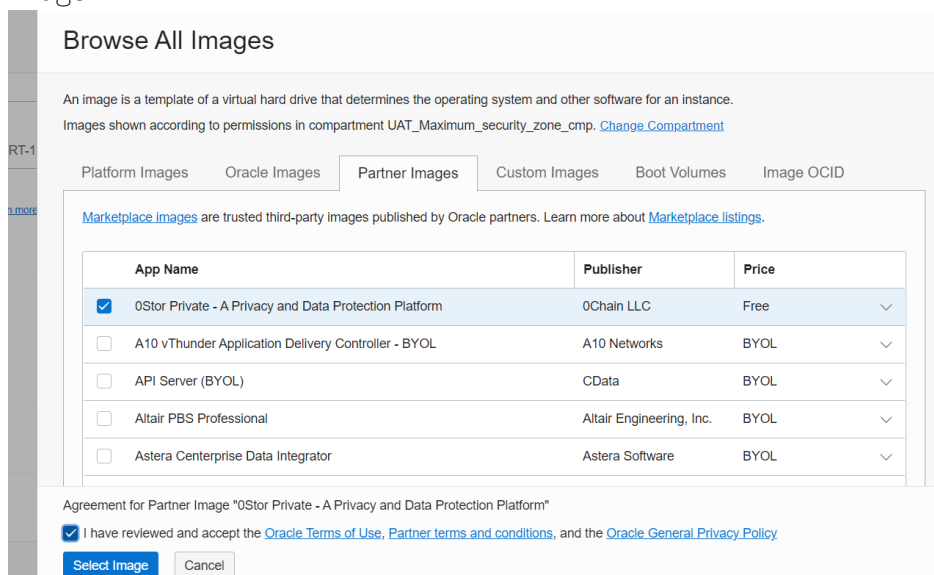 Browse All Images
An image is a template of a virtual hard drive that determines the operating system and other software for an instance.
Images shown according to permissions in compartment UAT_Maximum_security_zone_cmp. Change Compartment
RT-1
Platform Images Oracle Images Partner Images Custom Images Boot Volumes Image OCID
n more
Marketplace images are trusted third-party images published by Oracle partners. Learn more about Marketplace listings.
App Name Publisher Price
0Stor Private - A Privacy and Data Protection Platform 0Chain LLC Free
A10 vThunder Application Delivery Controller - BYOL A10 Networks BYOL
API Server (BYOL) CData BYOL
Altair PBS Professional Altair Engineering, Inc. BYOL
Astera Centerprise Data Integrator Astera Software BYOL
Agreement for Partner Image "0Stor Private - A Privacy and Data Protection Platform"
I have reviewed and accept the Oracle Terms of Use, Partner terms and conditions, and the Oracle General Privacy Policy
Select Image Cancel